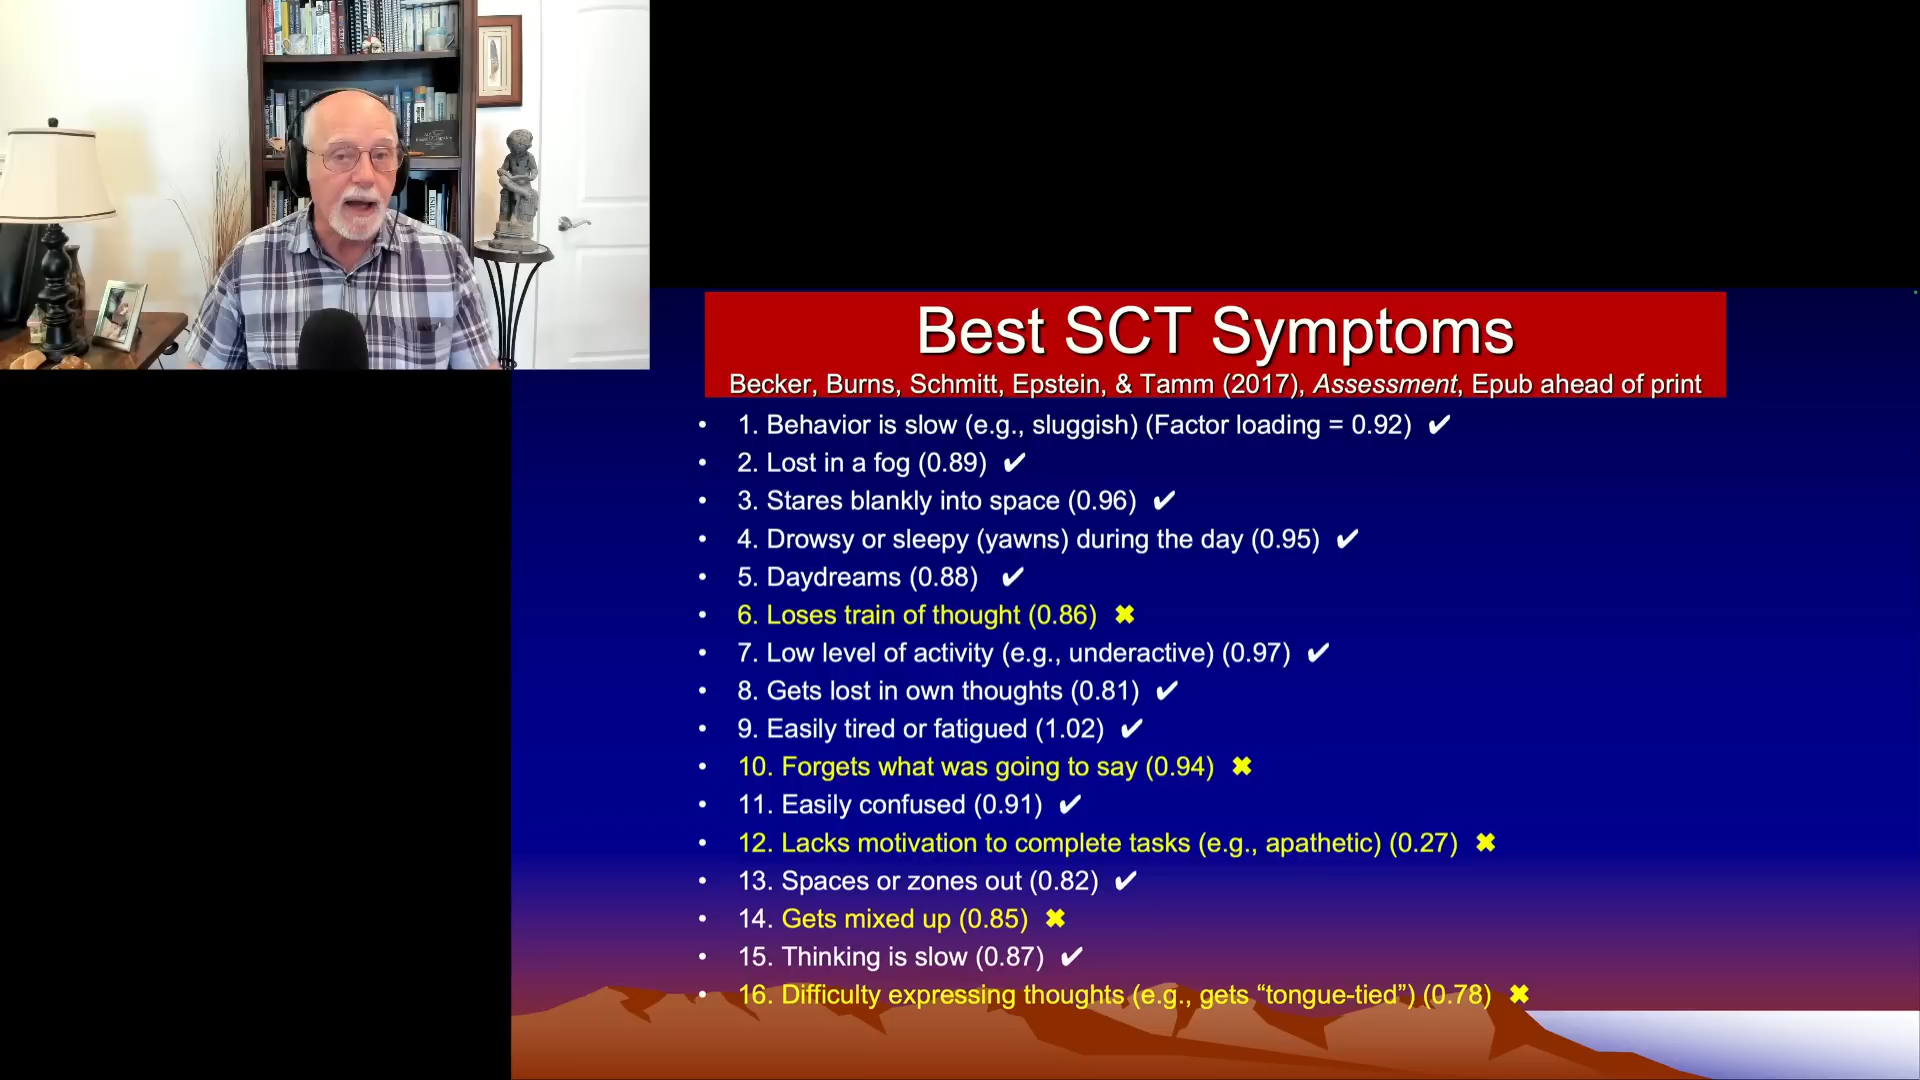 Best SCT Symptoms
Becker, Burns, Schmitt, Epstein, & Tamm (2017), Assessment, Epub ahead of print
• 1. Behavior is slow (e.g., sluggish) (Factor loading = 0.92) ✔
• 2. Lost in a fog (0.89) ✔
• 3. Stares blankly into space (0.96) ✔
• 4. Drowsy or sleepy (yawns) during the day (0.95) ✔
• 5. Daydreams (0.88) ✔
• 6. Loses train of thought (0.86) ✖
• 7. Low level of activity (e.g., underactive) (0.97) ✔
• 8. Gets lost in own thoughts (0.81) ✔
• 9. Easily tired or fatigued (1.02) ✔
• 10. Forgets what was going to say (0.94) ✖
• 11. Easily confused (0.91) ✔
• 12. Lacks motivation to complete tasks (e.g., apathetic) (0.27) ✖
• 13. Spaces or zones out (0.82) ✔
• 14. Gets mixed up (0.85) ✖
• 15. Thinking is slow (0.87) ✔
• 16. Difficulty expressing thoughts (e.g., gets “tongue-tied”) (0.78) ✖